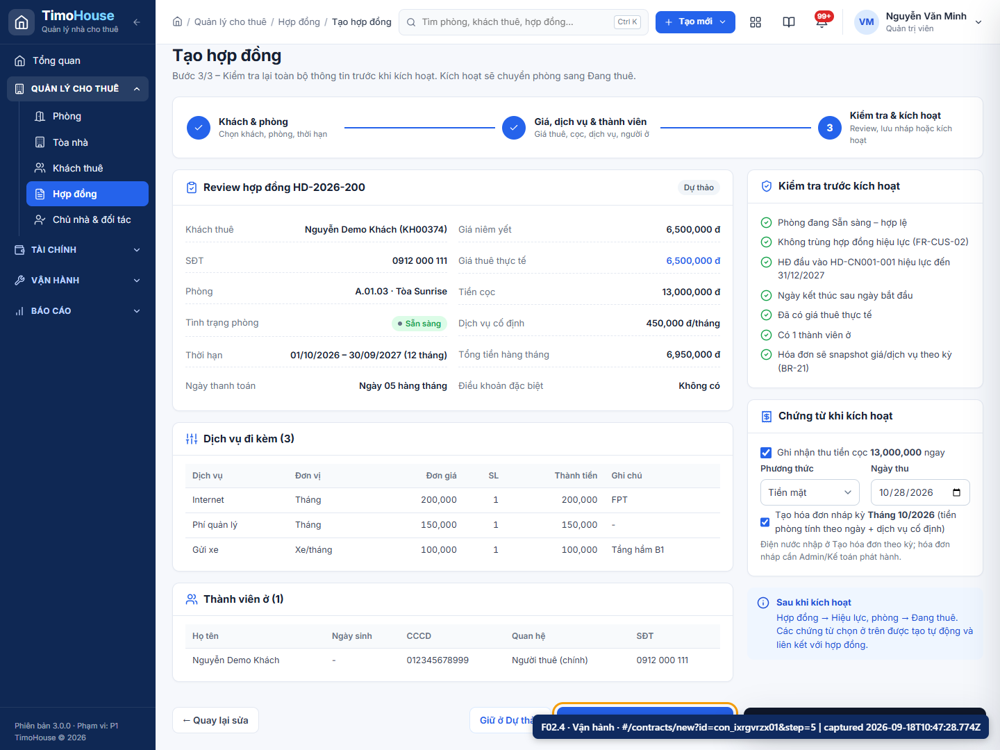 TimoHouse
Quản lý nhà cho thuê
Tổng quan
QUẢN LÝ CHO THUÊ
Phòng
Tòa nhà
Khách thuê
Hợp đồng
Chủ nhà & đối tác
TÀI CHÍNH
VẬN HÀNH
BÁO CÁO
Phiên bản 3.0.0 · Phạm vi: P1
TimoHouse © 2026
/ Quản lý cho thuê / Hợp đồng / Tạo hợp đồng
Tìm phòng, khách thuê, hợp đồng...
Ctrl K
Tạo mới
99+
VM
Nguyễn Văn Minh
Quản trị viên
Tạo hợp đồng
Bước 3/3 – Kiểm tra lại toàn bộ thông tin trước khi kích hoạt. Kích hoạt sẽ chuyển phòng sang Đang thuê.
Khách & phòng
Chọn khách, phòng, thời hạn
Giá, dịch vụ & thành viên
Giá thuê, cọc, dịch vụ, người ở
3
Kiểm tra & kích hoạt
Review, lưu nháp hoặc kích
hoạt
Review hợp đồng HD-2026-200
Dự thảo
Khách thuê
Nguyễn Demo Khách (KH00374)
SĐT
0912 000 111
Phòng
A.01.03 · Tòa Sunrise
Tình trạng phòng
Sẵn sàng
Thời hạn
01/10/2026 – 30/09/2027 (12 tháng)
Ngày thanh toán
Ngày 05 hàng tháng
Giá niêm yết
6,500,000 đ
Giá thuê thực tế
6,500,000 đ
Tiền cọc
13,000,000 đ
Dịch vụ cố định
450,000 đ/tháng
Tổng tiền hàng tháng
6,950,000 đ
Điều khoản đặc biệt
Không có
Dịch vụ đi kèm (3)
Dịch vụ Đơn vị Đơn giá SL Thành tiền Ghi chú
Internet Tháng 200,000 1 200,000 FPT
Phí quản lý Tháng 150,000 1 150,000 -
Gửi xe Xe/tháng 100,000 1 100,000 Tầng hầm B1
Thành viên ở (1)
Họ tên Ngày sinh CCCD Quan hệ SĐT
Nguyễn Demo Khách - 012345678999 Người thuê (chính) 0912 000 111
Kiểm tra trước kích hoạt
Phòng đang Sẵn sàng – hợp lệ
Không trùng hợp đồng hiệu lực (FR-CUS-02)
HĐ đầu vào HD-CN001-001 hiệu lực đến
31/12/2027
Ngày kết thúc sau ngày bắt đầu
Đã có giá thuê thực tế
Có 1 thành viên ở
Hóa đơn sẽ snapshot giá/dịch vụ theo kỳ
(BR-21)
Chứng từ khi kích hoạt
Ghi nhận thu tiền cọc 13,000,000 ngay
Phương thức
Tiền mặt
Ngày thu
10/28/2026
Tạo hóa đơn nháp kỳ Tháng 10/2026 (tiền
phòng tính theo ngày + dịch vụ cố định)
Điện nước nhập ở Tạo hóa đơn theo kỳ; hóa đơn
nháp cần Admin/Kế toán phát hành.
Sau khi kích hoạt
Hợp đồng → Hiệu lực, phòng → Đang thuê.
Các chứng từ chọn ở trên được tạo tự động và
liên kết với hợp đồng.
← Quay lại sửa
Giữ ở Dự
F02.4 · Vận hành · #/contracts/new?id=con_ixrgvrzx01&step=5 | captured 2026-09-18T10:47:28.774Z